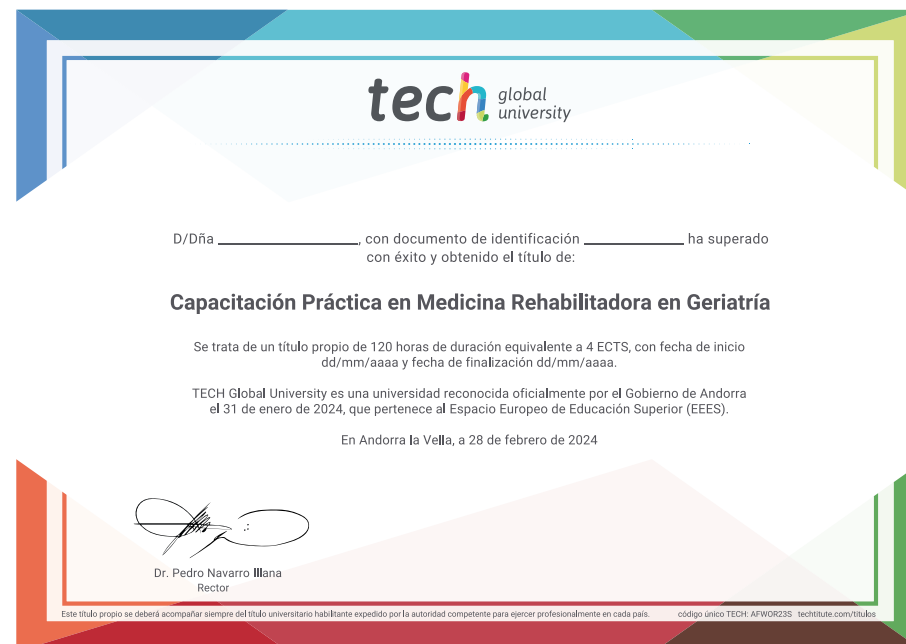 tech global university
D/Dña ____________________, con documento de identificación ______________ ha superado
con éxito y obtenido el título de:
Capacitación Práctica en Medicina Rehabilitadora en Geriatría
Se trata de un título propio de 120 horas de duración equivalente a 4 ECTS, con fecha de inicio
dd/mm/aaaa y fecha de finalización dd/mm/aaaa.
TECH Global University es una universidad reconocida oficialmente por el Gobierno de Andorra
el 31 de enero de 2024, que pertenece al Espacio Europeo de Educación Superior (EEES).
En Andorra la Vella, a 28 de febrero de 2024
Dr. Pedro Navarro Illana
Rector
Este título propio se deberá acompañar siempre del título universitario habilitante expedido por la autoridad competente para ejercer profesionalmente en cada país. código único TECH: AFWOR23S techtitute.com/titulos